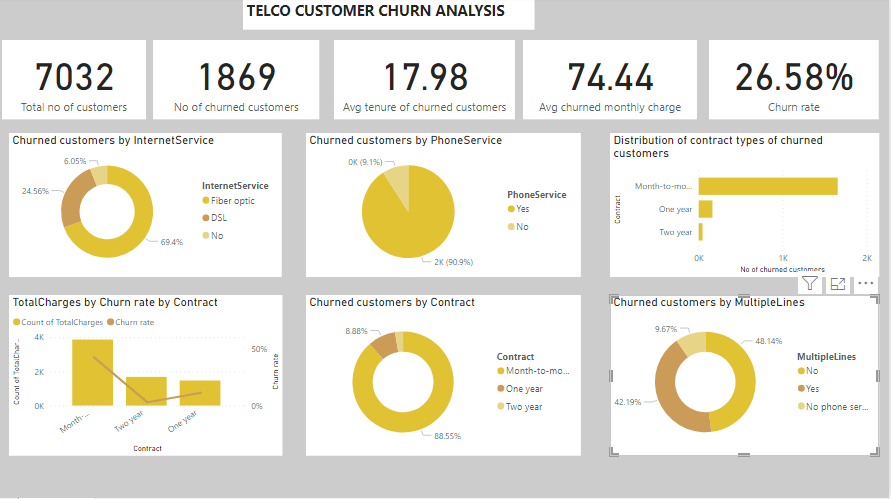 TELCO CUSTOMER CHURN ANALYSIS
7032
Total no of customers
1869
No of churned customers
17.98
Avg tenure of churned customers
74.44
Avg churned monthly charge
26.58%
Churn rate
Churned customers by InternetService
6.05%
24.56%
69.4%
InternetService
Fiber optic
DSL
No
Churned customers by PhoneService
0K (9.1%)
2K (90.9%)
PhoneService
Yes
No
Distribution of contract types of churned
customers
Contract
Month-to-mo...
One year
Two year
0K
1K
2K
No of churned customers
TotalCharges by Churn rate by Contract
Count of TotalCharges
Churn rate
Count of TotalChar...
4K
2K
0K
50%
0%
Churn rate
Month-...
Two year
One year
Contract
Churned customers by Contract
8.88%
88.55%
Contract
Month-to-mo...
One year
Two year
Churned customers by MultipleLines
9.67%
48.14%
42.19%
MultipleLines
No
Yes
No phone ser...